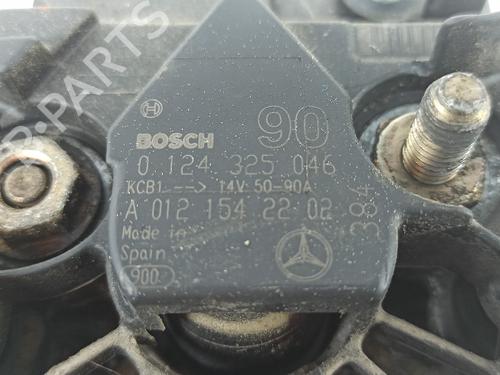 B-PARTS
BOSCH
90
0 124 325 046
KCB1 --> 14V 50-90A
A 012 154 22 02
384
Made in
Spain
900